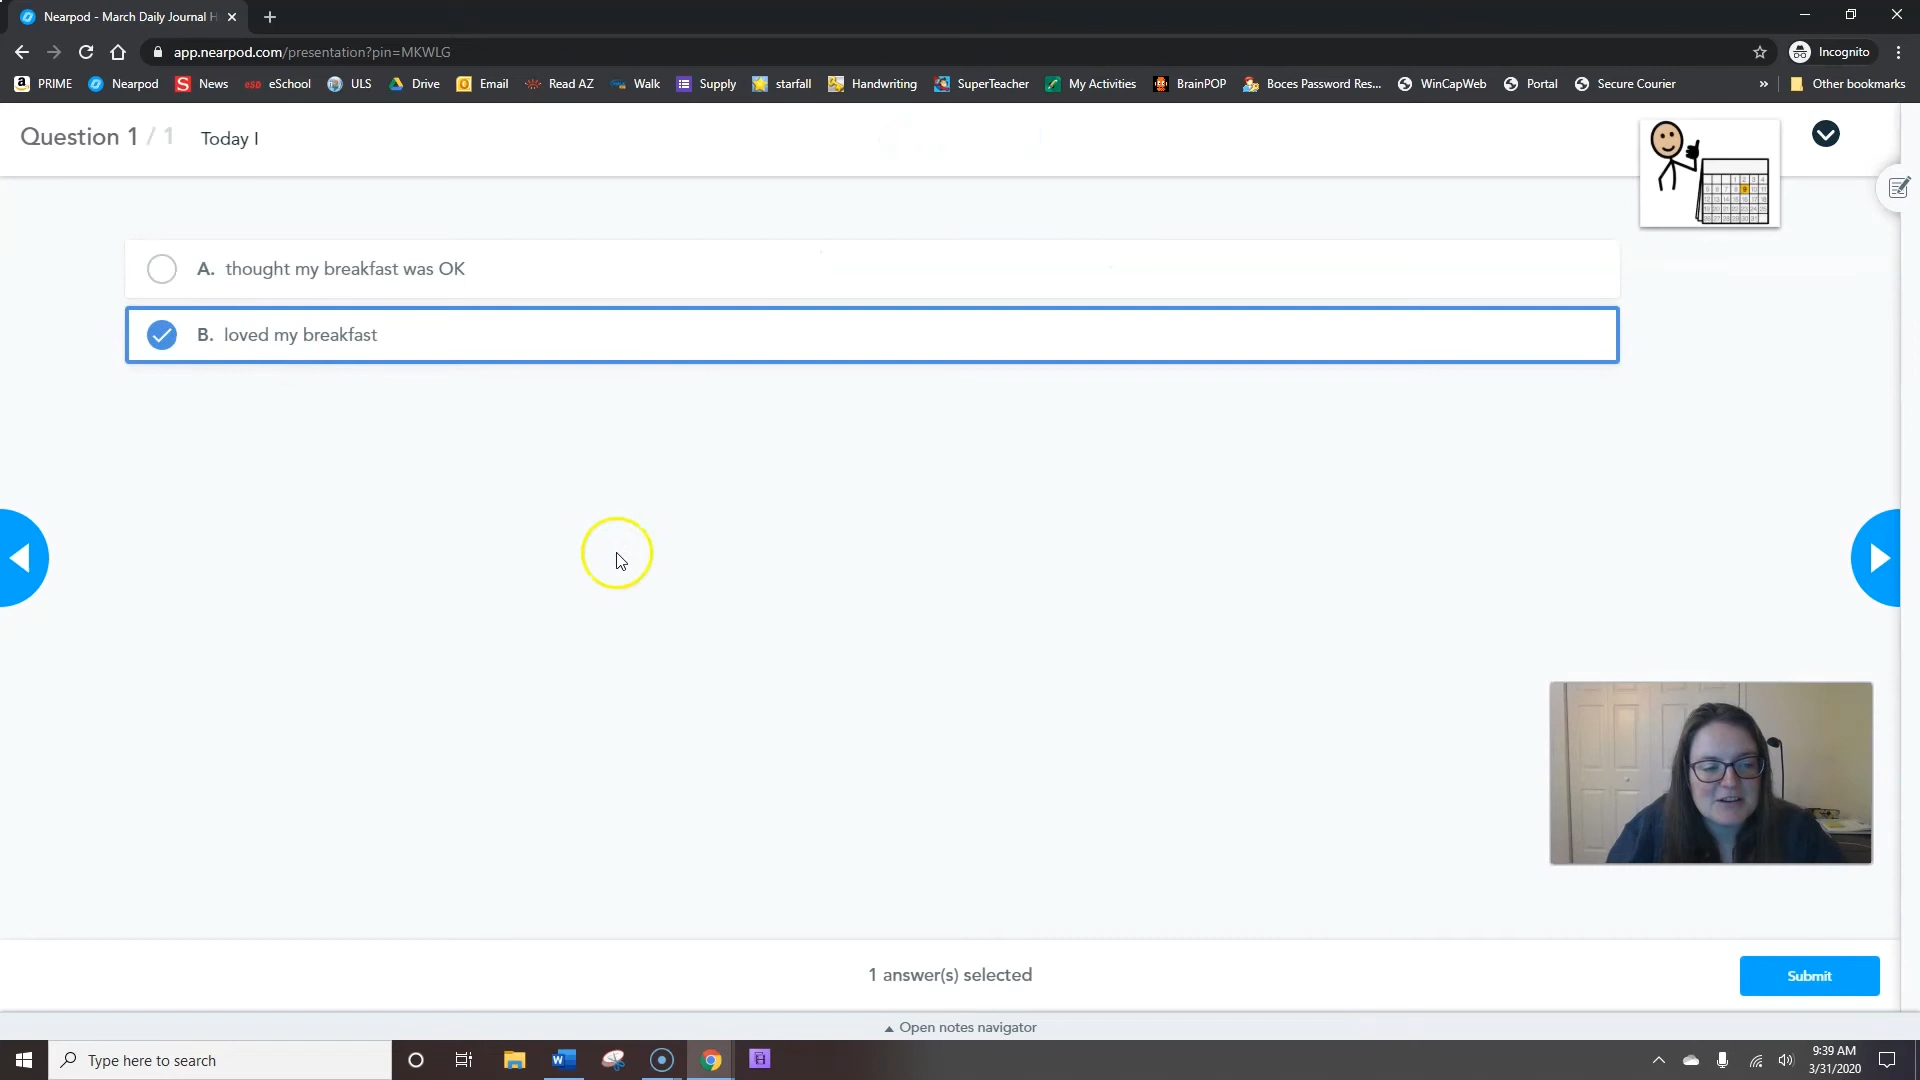 Nearpod - March Daily Journal H
app.nearpod.com/presentation?pin=MKWLG
Incognito
PRIME
Nearpod
News
eSchool
ULS
Drive
Email
Read AZ
Walk
Supply
starfall
Handwriting
SuperTeacher
My Activities
BrainPOP
Boces Password Res...
WinCapWeb
Portal
Secure Courier
»
Other bookmarks
Question 1 / 1 Today I
A. thought my breakfast was OK
B. loved my breakfast
1 answer(s) selected
Submit
Open notes navigator
Type here to search
9:39 AM
3/31/2020